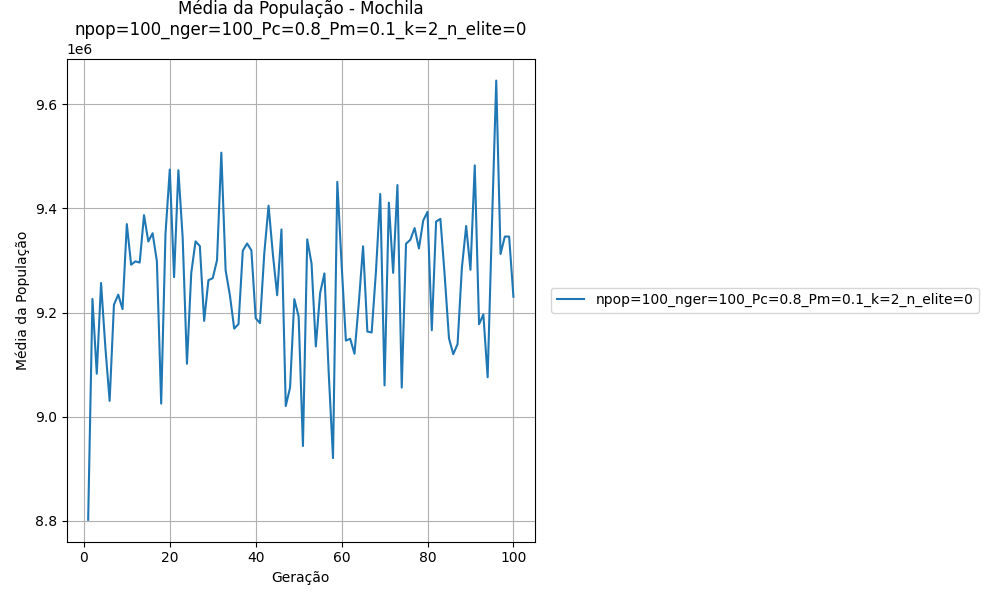 Média da População - Mochila
npop=100_nger=100_Pc=0.8_Pm=0.1_k=2_n_elite=0
1e6
9.6
9.4
9.2
9.0
8.8
Média da População
0 20 40 60 80 100
Geração
npop=100_nger=100_Pc=0.8_Pm=0.1_k=2_n_elite=0